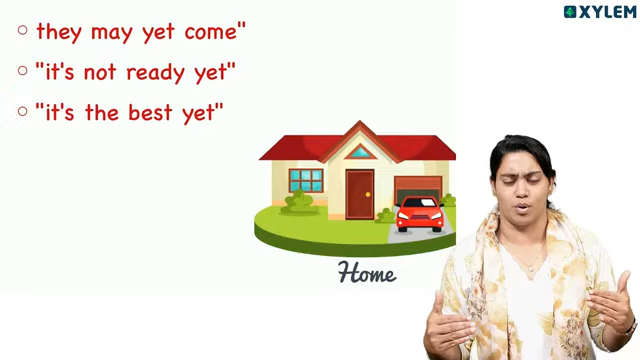 XYLEM
they may yet come"
"it's not ready yet"
"it's the best yet"
Home